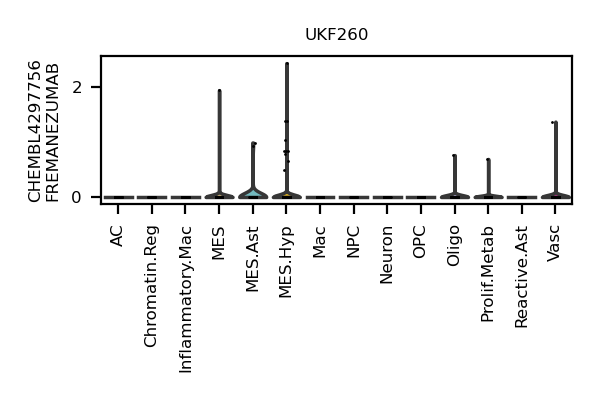 UKF260
CHEMBL4297756
FREMANEZUMAB
2
0
AC
Chromatin.Reg
Inflammatory.Mac
MES
MES.Ast
MES.Hyp
Mac
NPC
Neuron
OPC
Oligo
Prolif.Metab
Reactive.Ast
Vasc